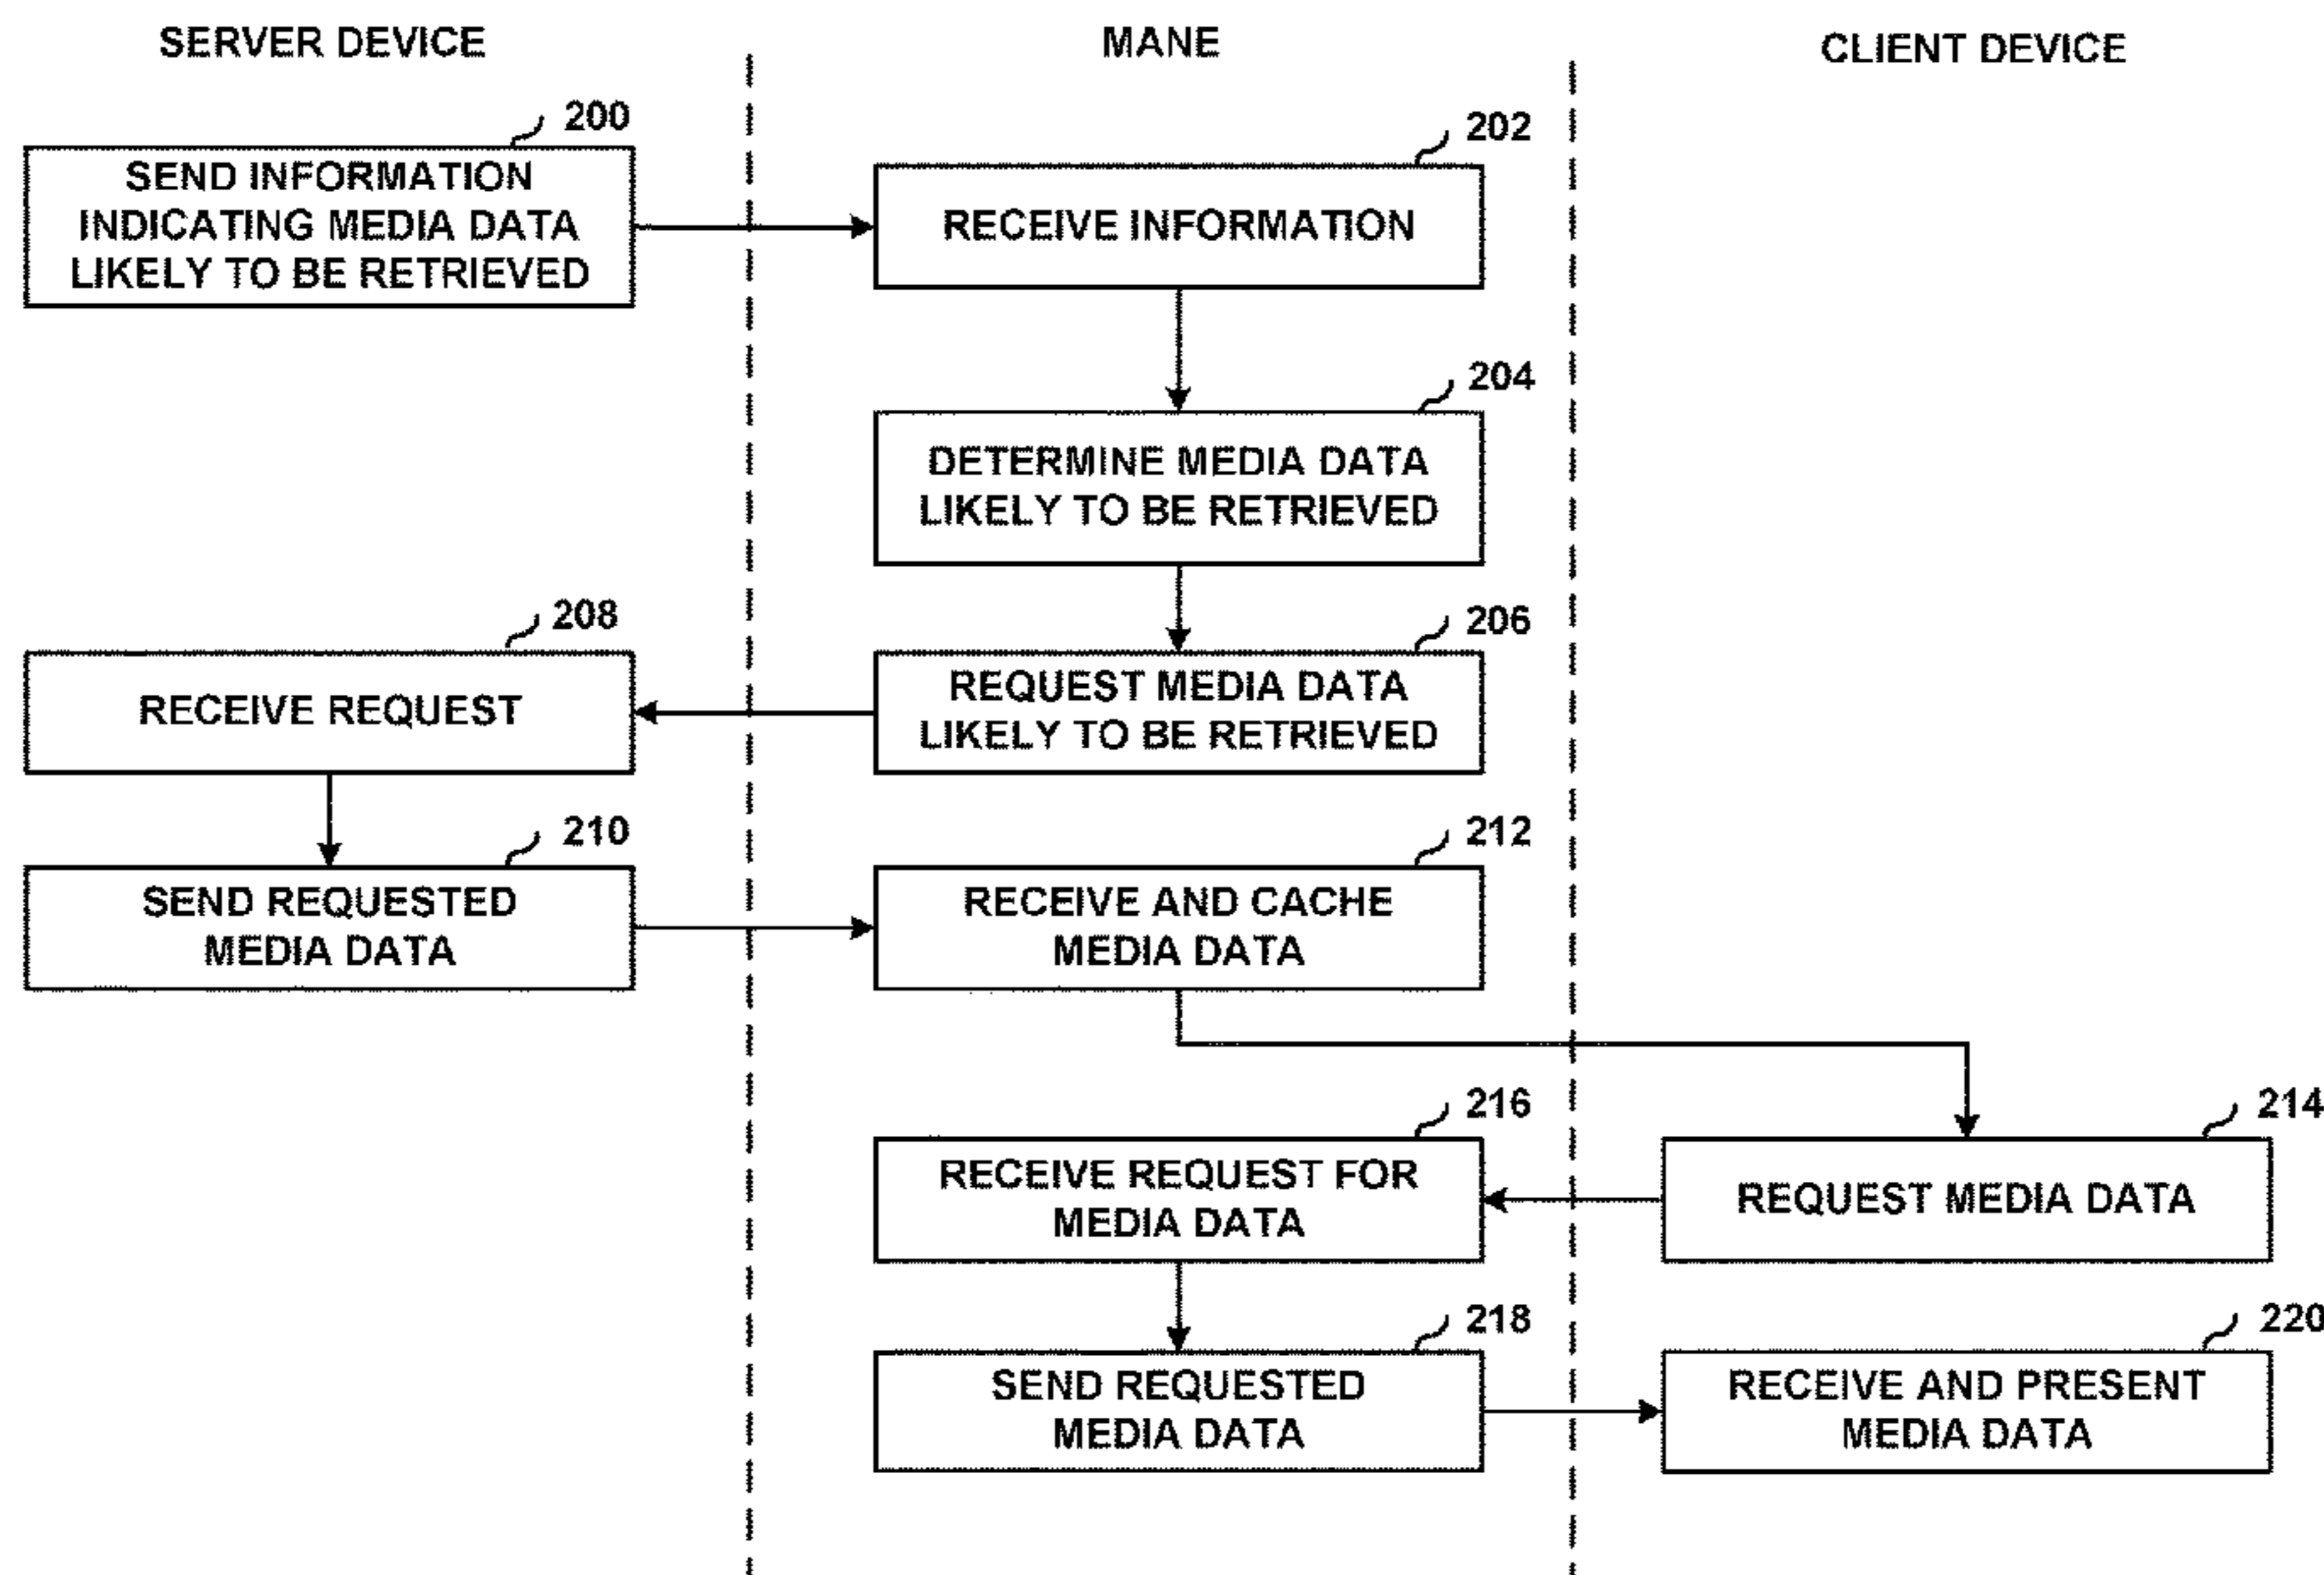 SERVER DEVICE
MANE
CLIENT DEVICE
200
SEND INFORMATION
INDICATING MEDIA DATA
LIKELY TO BE RETRIEVED
202
RECEIVE INFORMATION
204
DETERMINE MEDIA DATA
LIKELY TO BE RETRIEVED
206
REQUEST MEDIA DATA
LIKELY TO BE RETRIEVED
208
RECEIVE REQUEST
210
SEND REQUESTED
MEDIA DATA
212
RECEIVE AND CACHE
MEDIA DATA
214
REQUEST MEDIA DATA
216
RECEIVE REQUEST FOR
MEDIA DATA
218
SEND REQUESTED
MEDIA DATA
220
RECEIVE AND PRESENT
MEDIA DATA